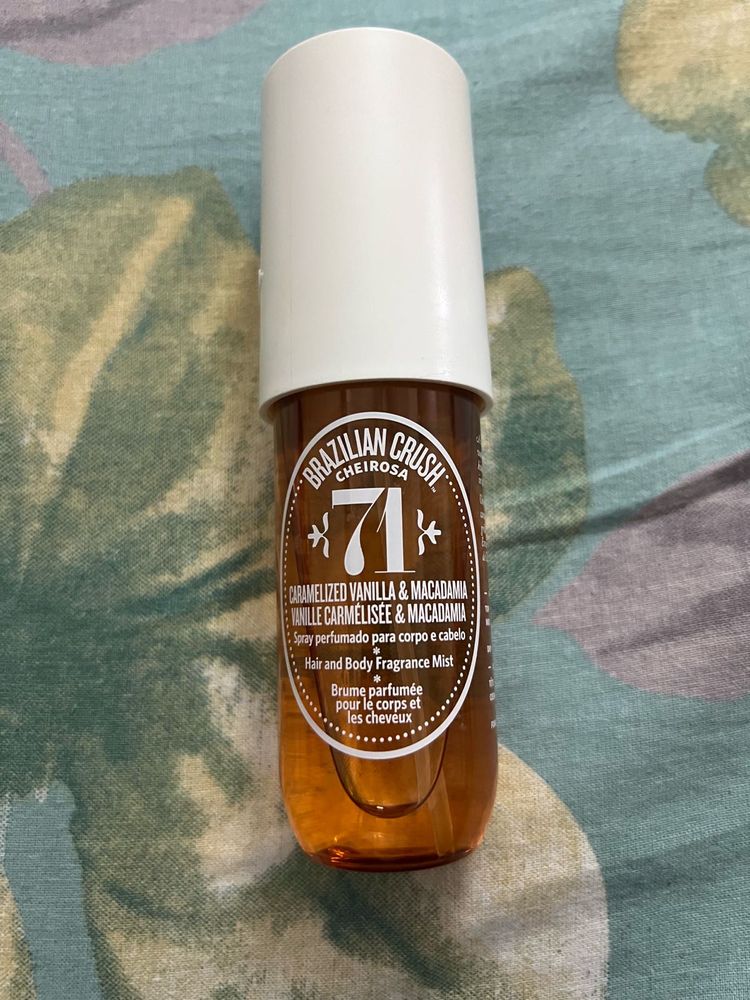 BRAZILIAN CRUSH™
CHEIROSA
71
CARAMELIZED VANILLA & MACADAMIA
VANILLE CARMÉLISÉE & MACADAMIA
Spray perfumado para corpo e cabelo
*
Hair and Body Fragrance Mist
*
Brume parfumée
pour le corps et
les cheveux